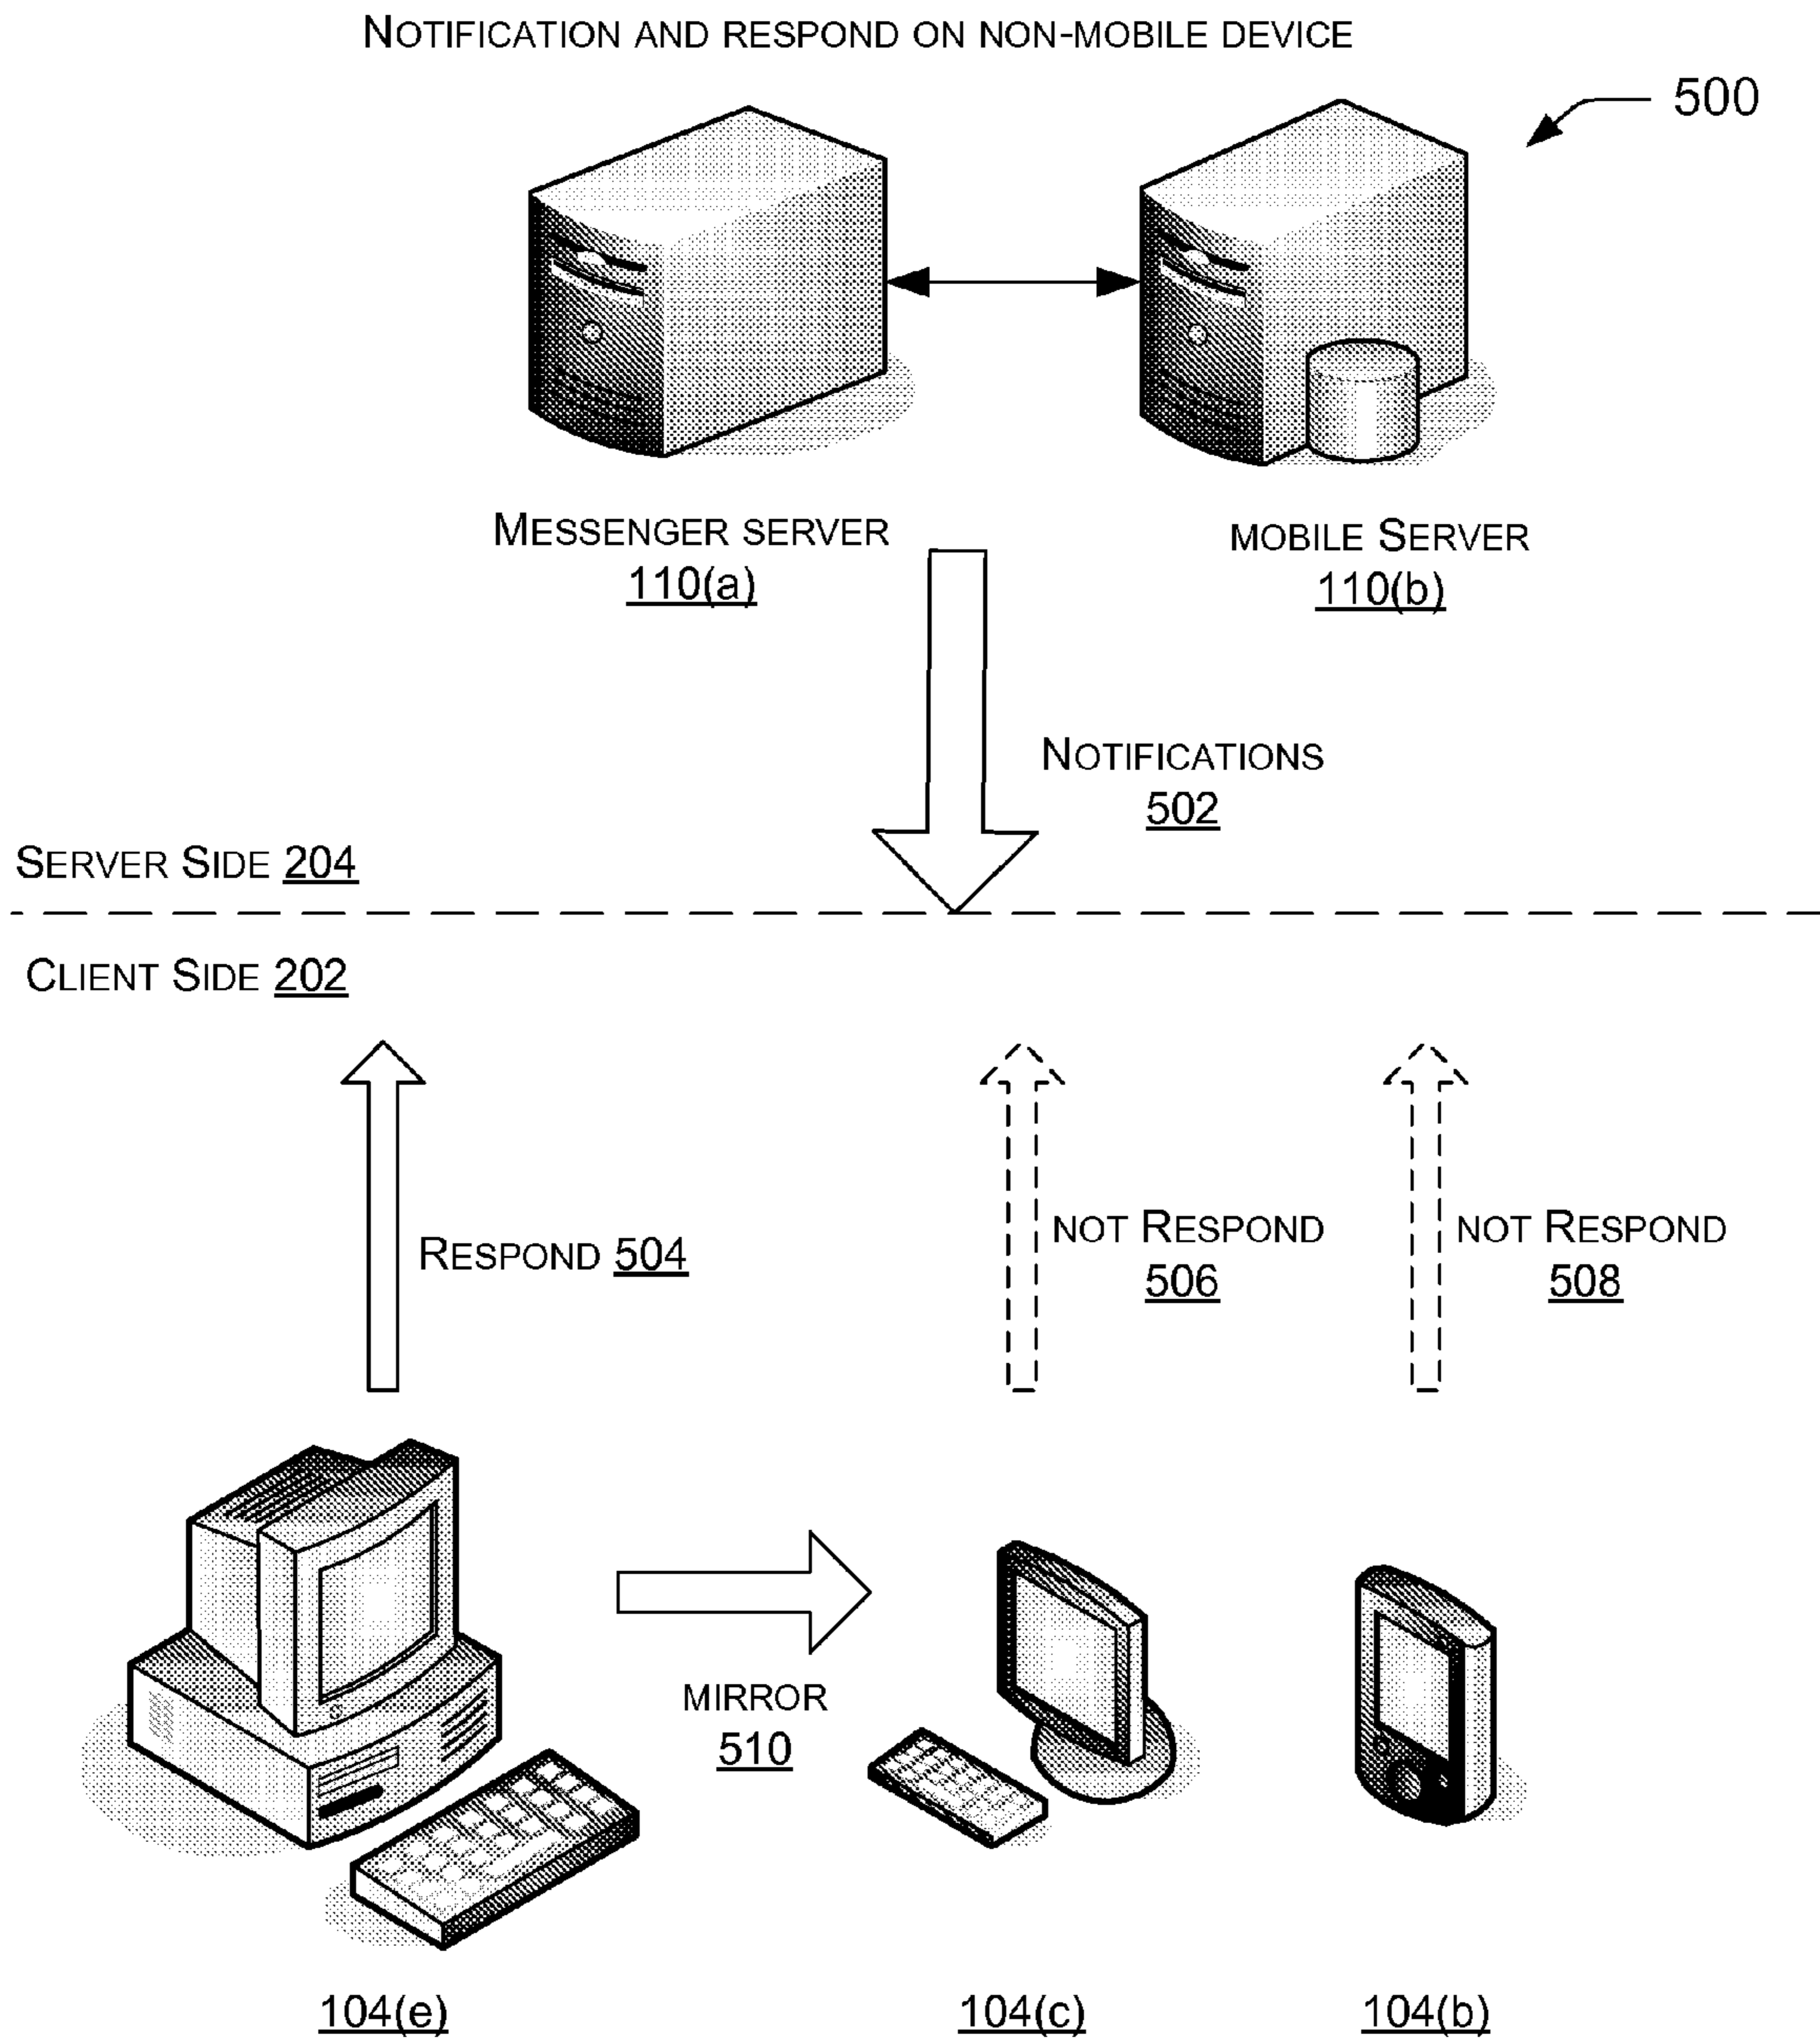 NOTIFICATION AND RESPOND ON NON-MOBILE DEVICE
500
MESSENGER SERVER
110(a)
MOBILE SERVER
110(b)
NOTIFICATIONS
502
SERVER SIDE 204
CLIENT SIDE 202
RESPOND 504
NOT RESPOND
506
NOT RESPOND
508
MIRROR
510
104(e)
104(c)
104(b)